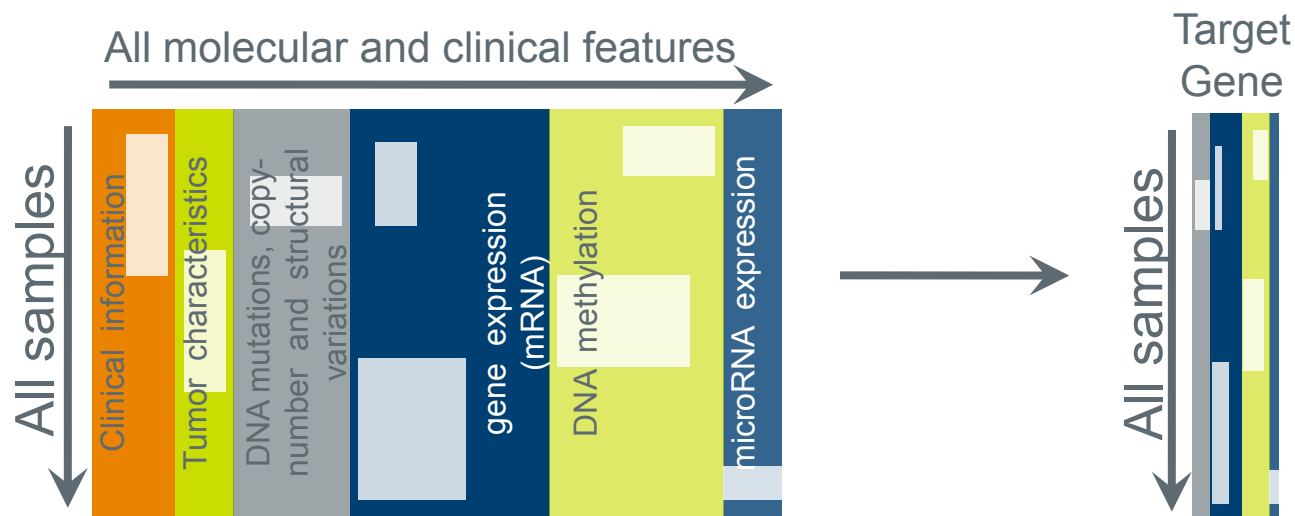 All molecular and clinical features
All samples
Clinical information
Tumor characteristics
DNA mutations, copy-
number and structural
variations
gene expression
(mRNA)
DNA methylation
microRNA expression
Target
Gene
All samples